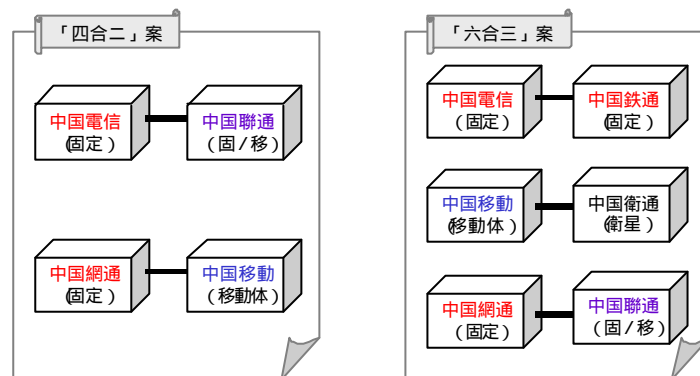 「四合二」案
中国電信
(固定)
中国聯通
(固/移)
中国網通
(固定)
中国移動
(移動体)
「六合三」案
中国電信
(固定)
中国鉄通
(固定)
中国移動
(移動体)
中国衛通
(衛星)
中国網通
(固定)
中国聯通
(固/移)